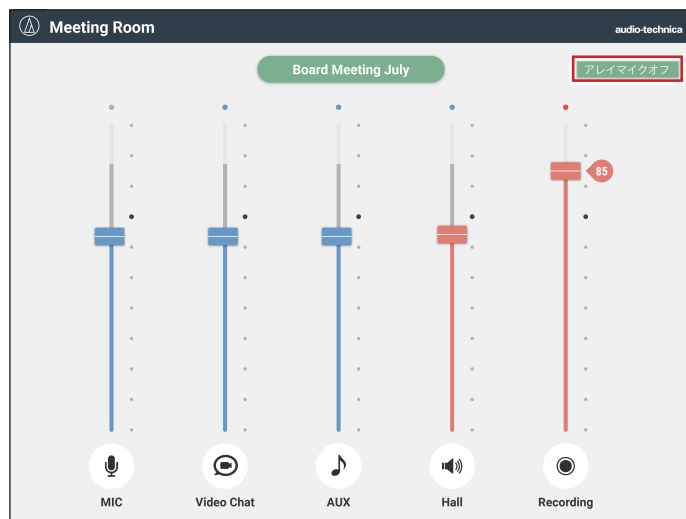 Meeting Room
audio-technica
Board Meeting July
アレイマイクオフ
85
MIC
Video Chat
AUX
Hall
Recording